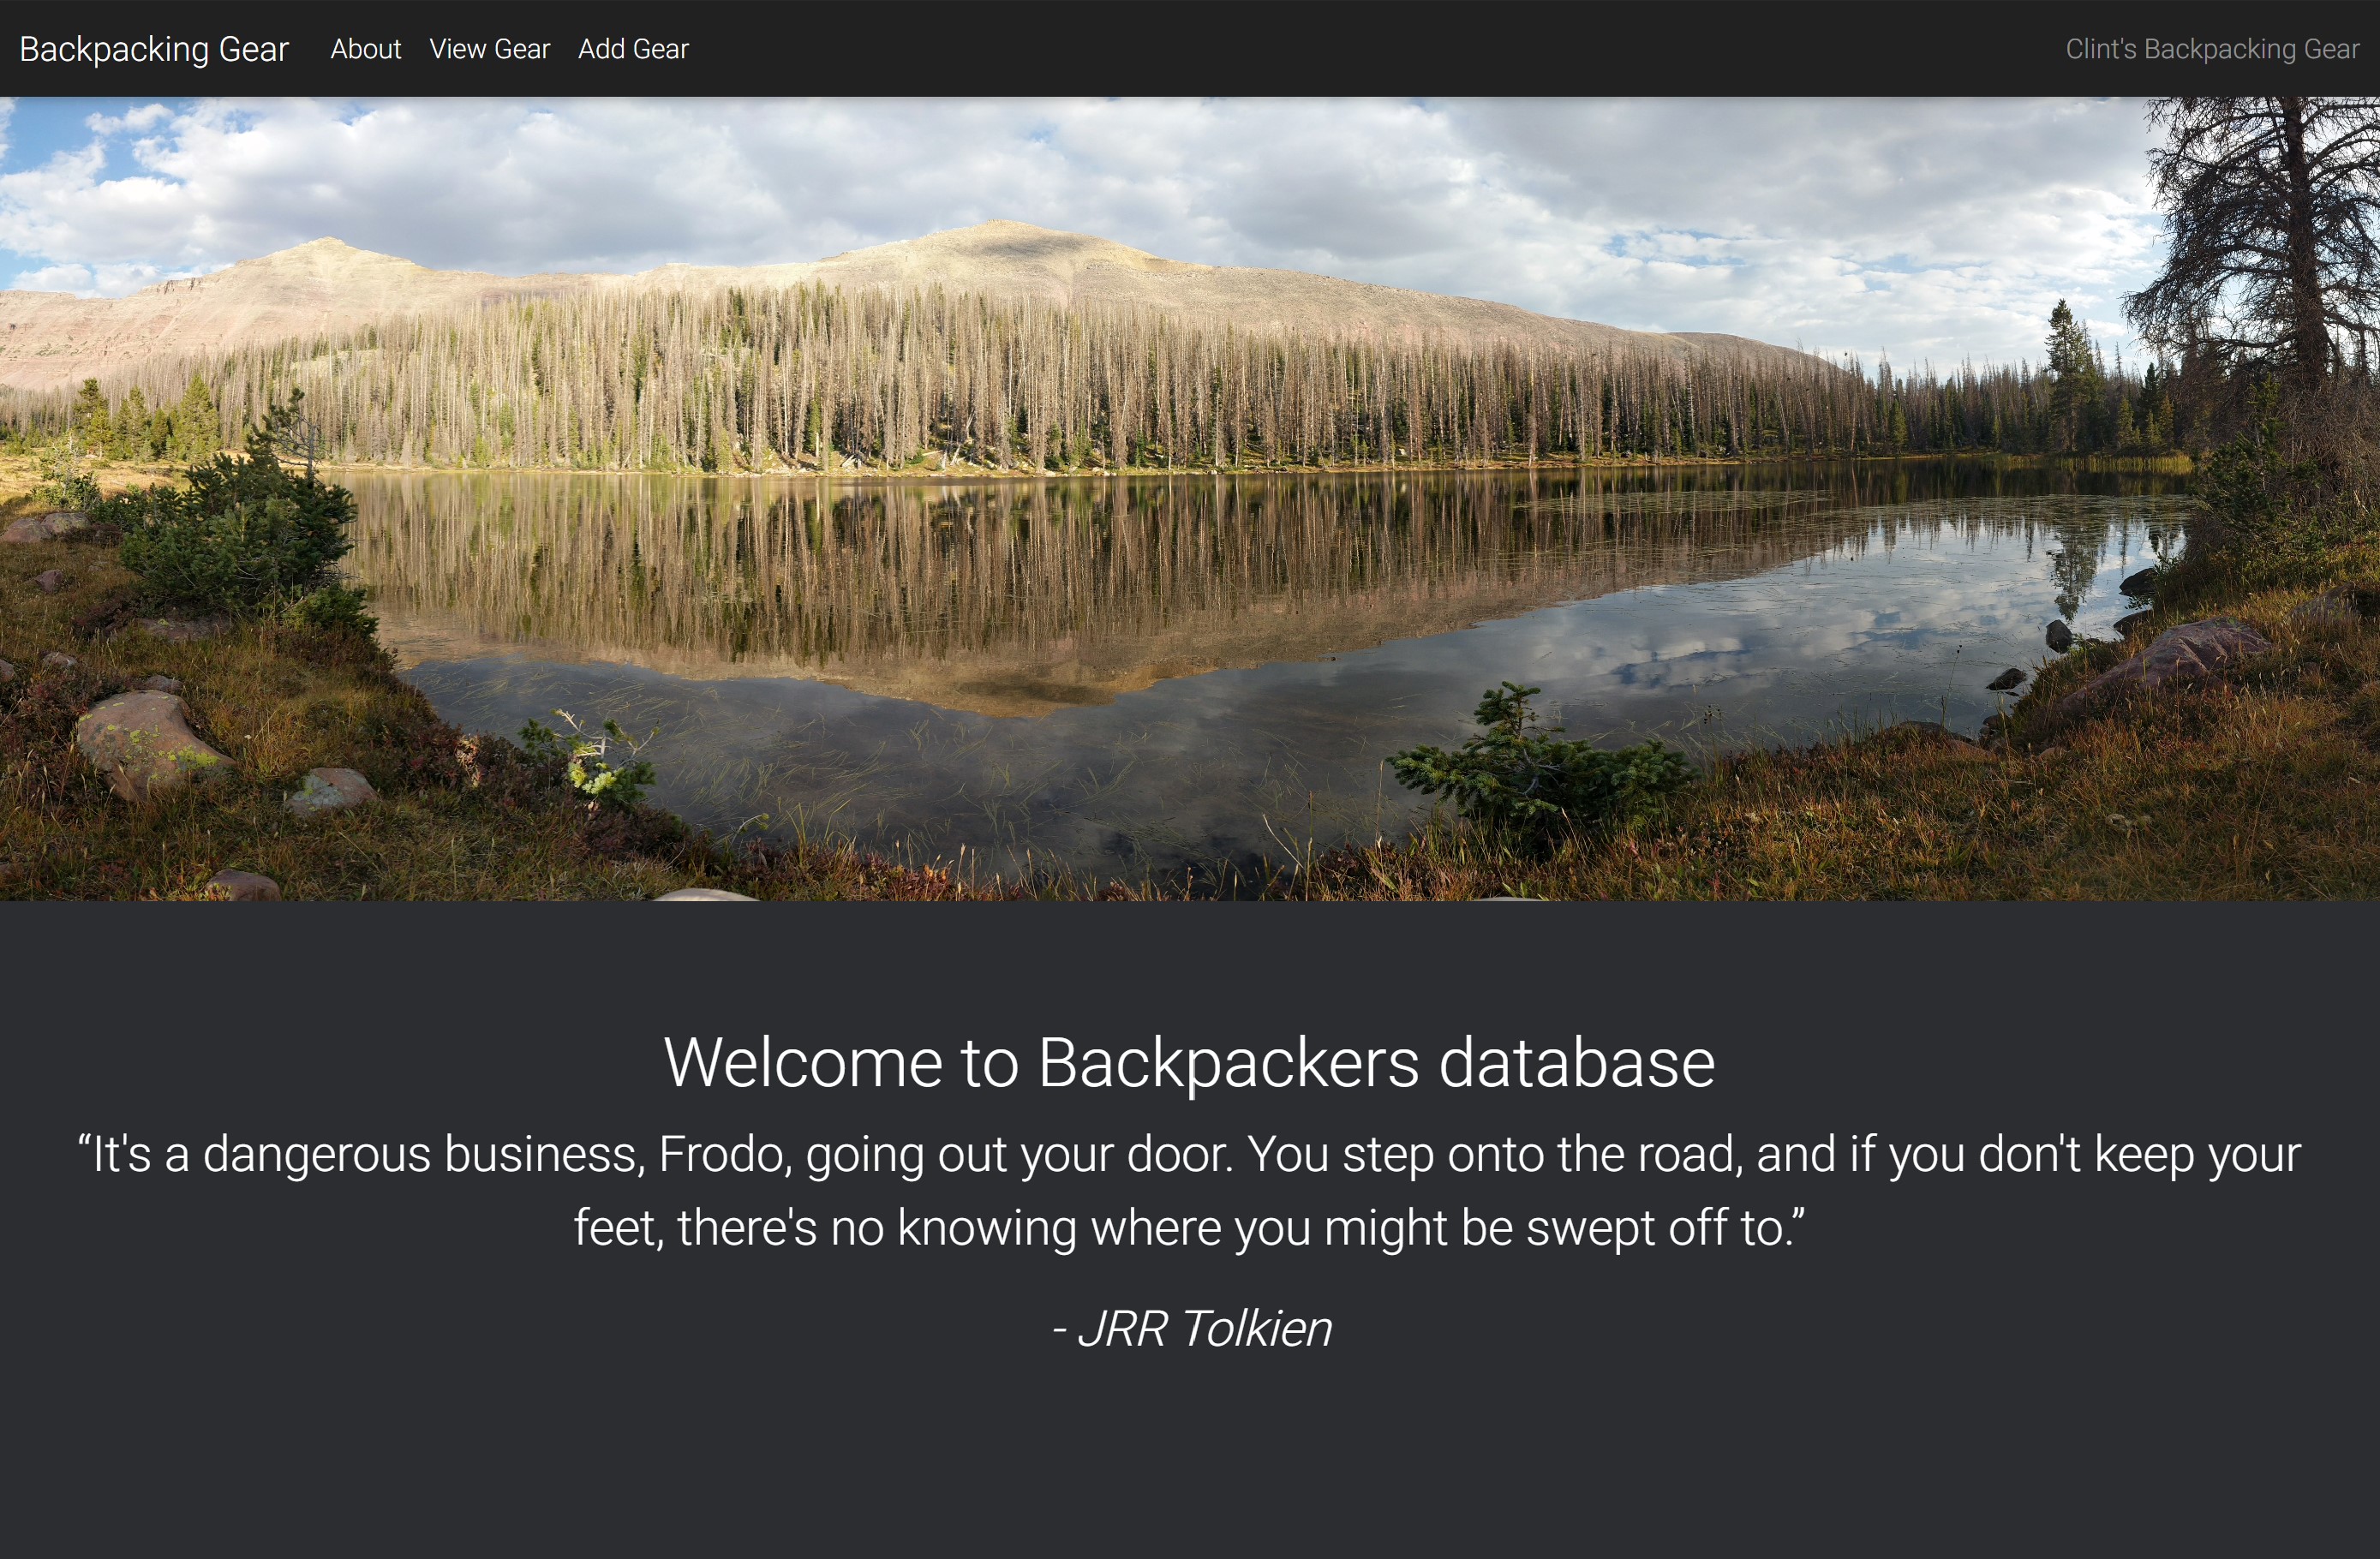 Backpacking Gear About View Gear Add Gear Clint's Backpacking Gear
Welcome to Backpackers database
“It's a dangerous business, Frodo, going out your door. You step onto the road, and if you don't keep your
feet, there's no knowing where you might be swept off to.”
- JRR Tolkien